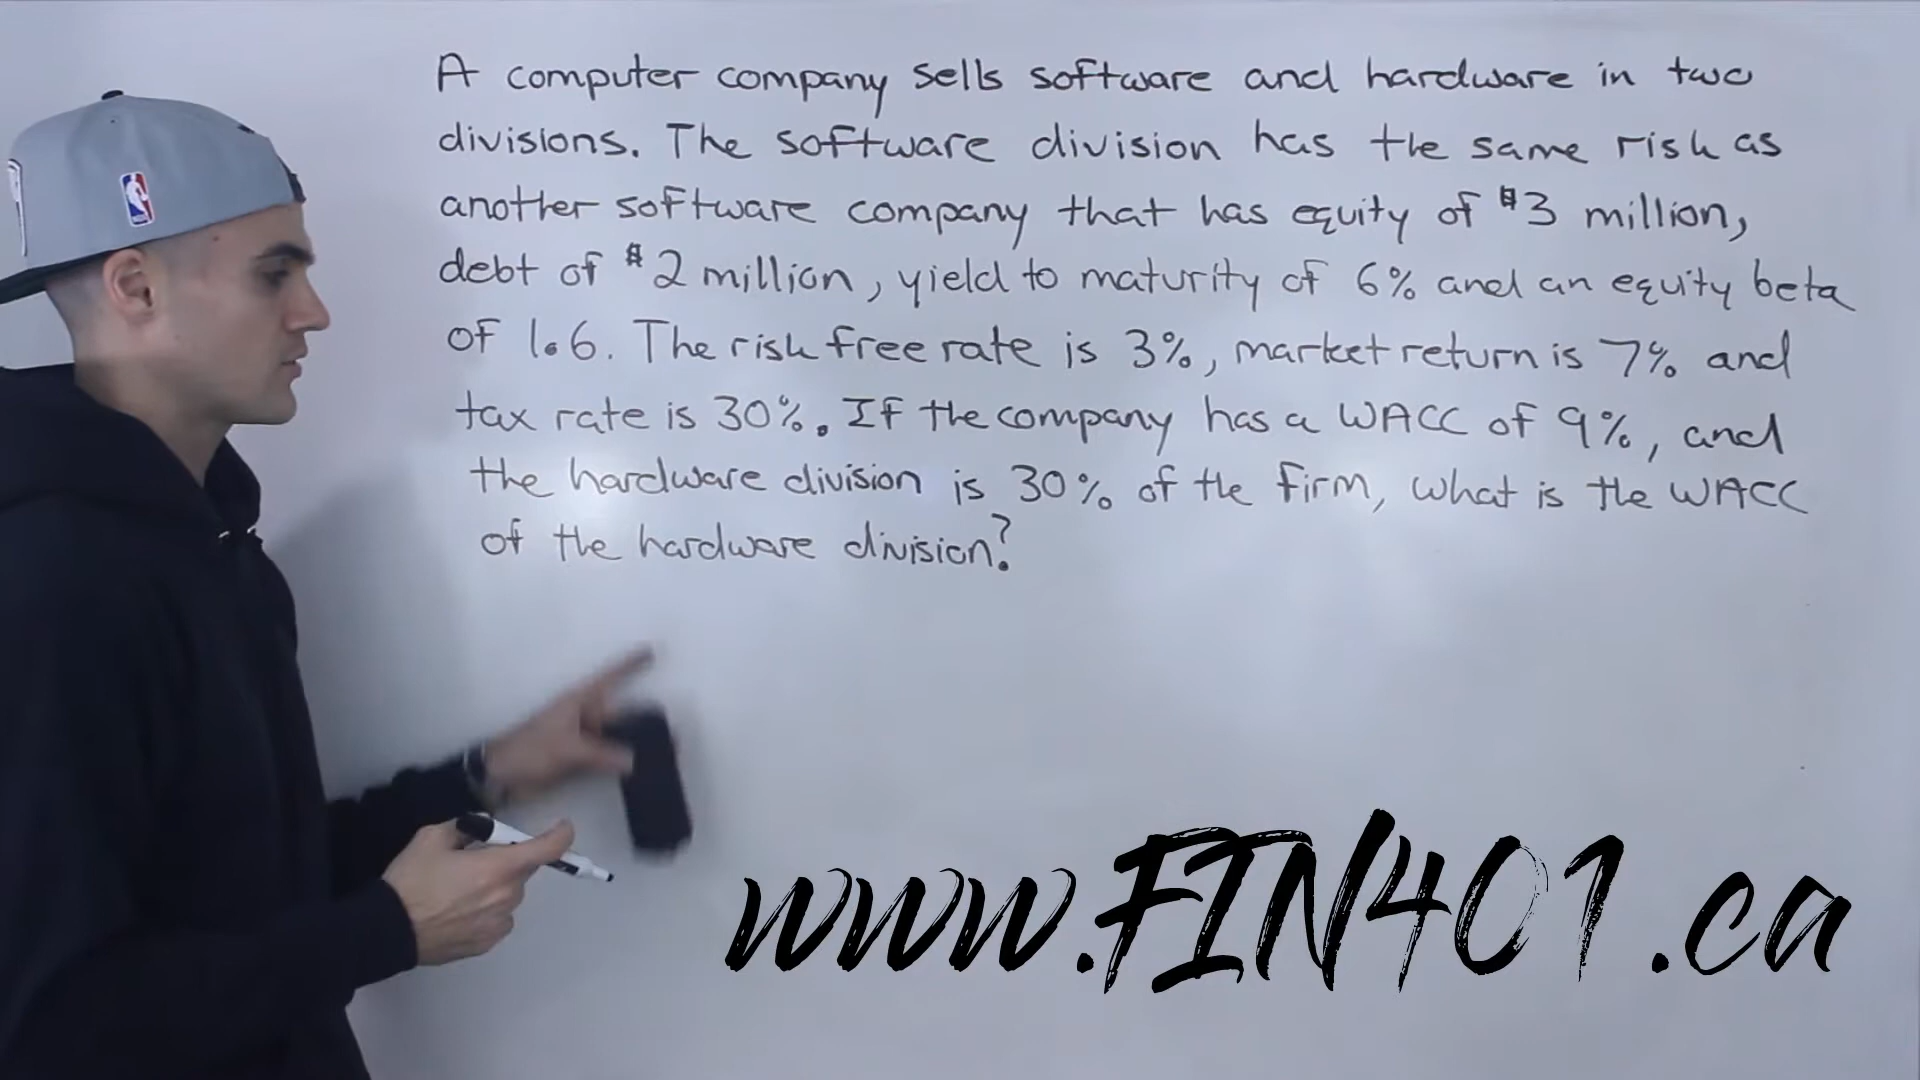 A computer company sells software and hardware in two
divisions. The software division has the same risk as
another software company that has equity of $3 million,
debt of $2 million, yield to maturity of 6% and an equity beta
of 1.6. The risk free rate is 3%, market return is 7% and
tax rate is 30%. If the company has a WACC of 9%, and
the hardware division is 30% of the firm, what is the WACC
of the hardware division?
www.FIN401.ca